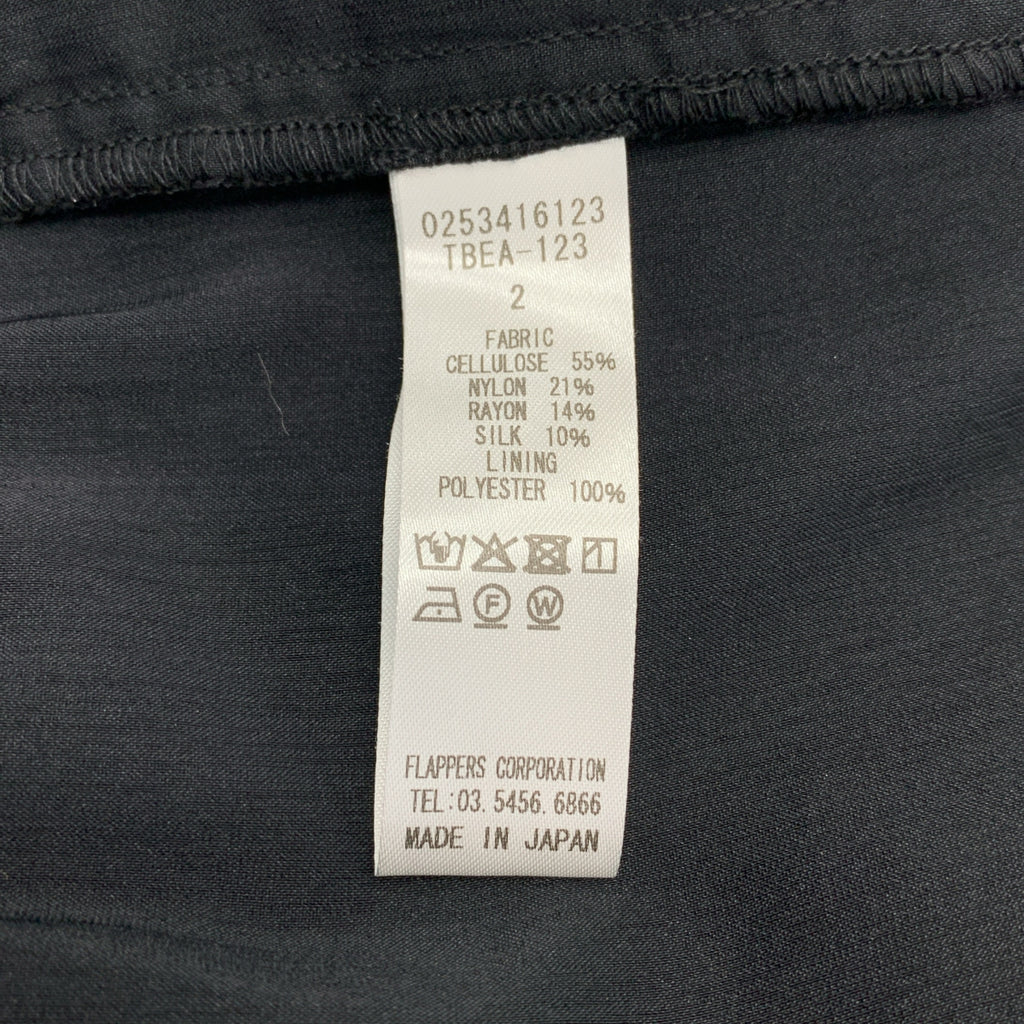 0253416123
TBEA-123
2
FABRIC
CELLULOSE 55%
NYLON 21%
RAYON 14%
SILK 10%
LINING
POLYESTER 100%
F W
FLAPPERS CORPORATION
TEL:03.5456.6866
MADE IN JAPAN